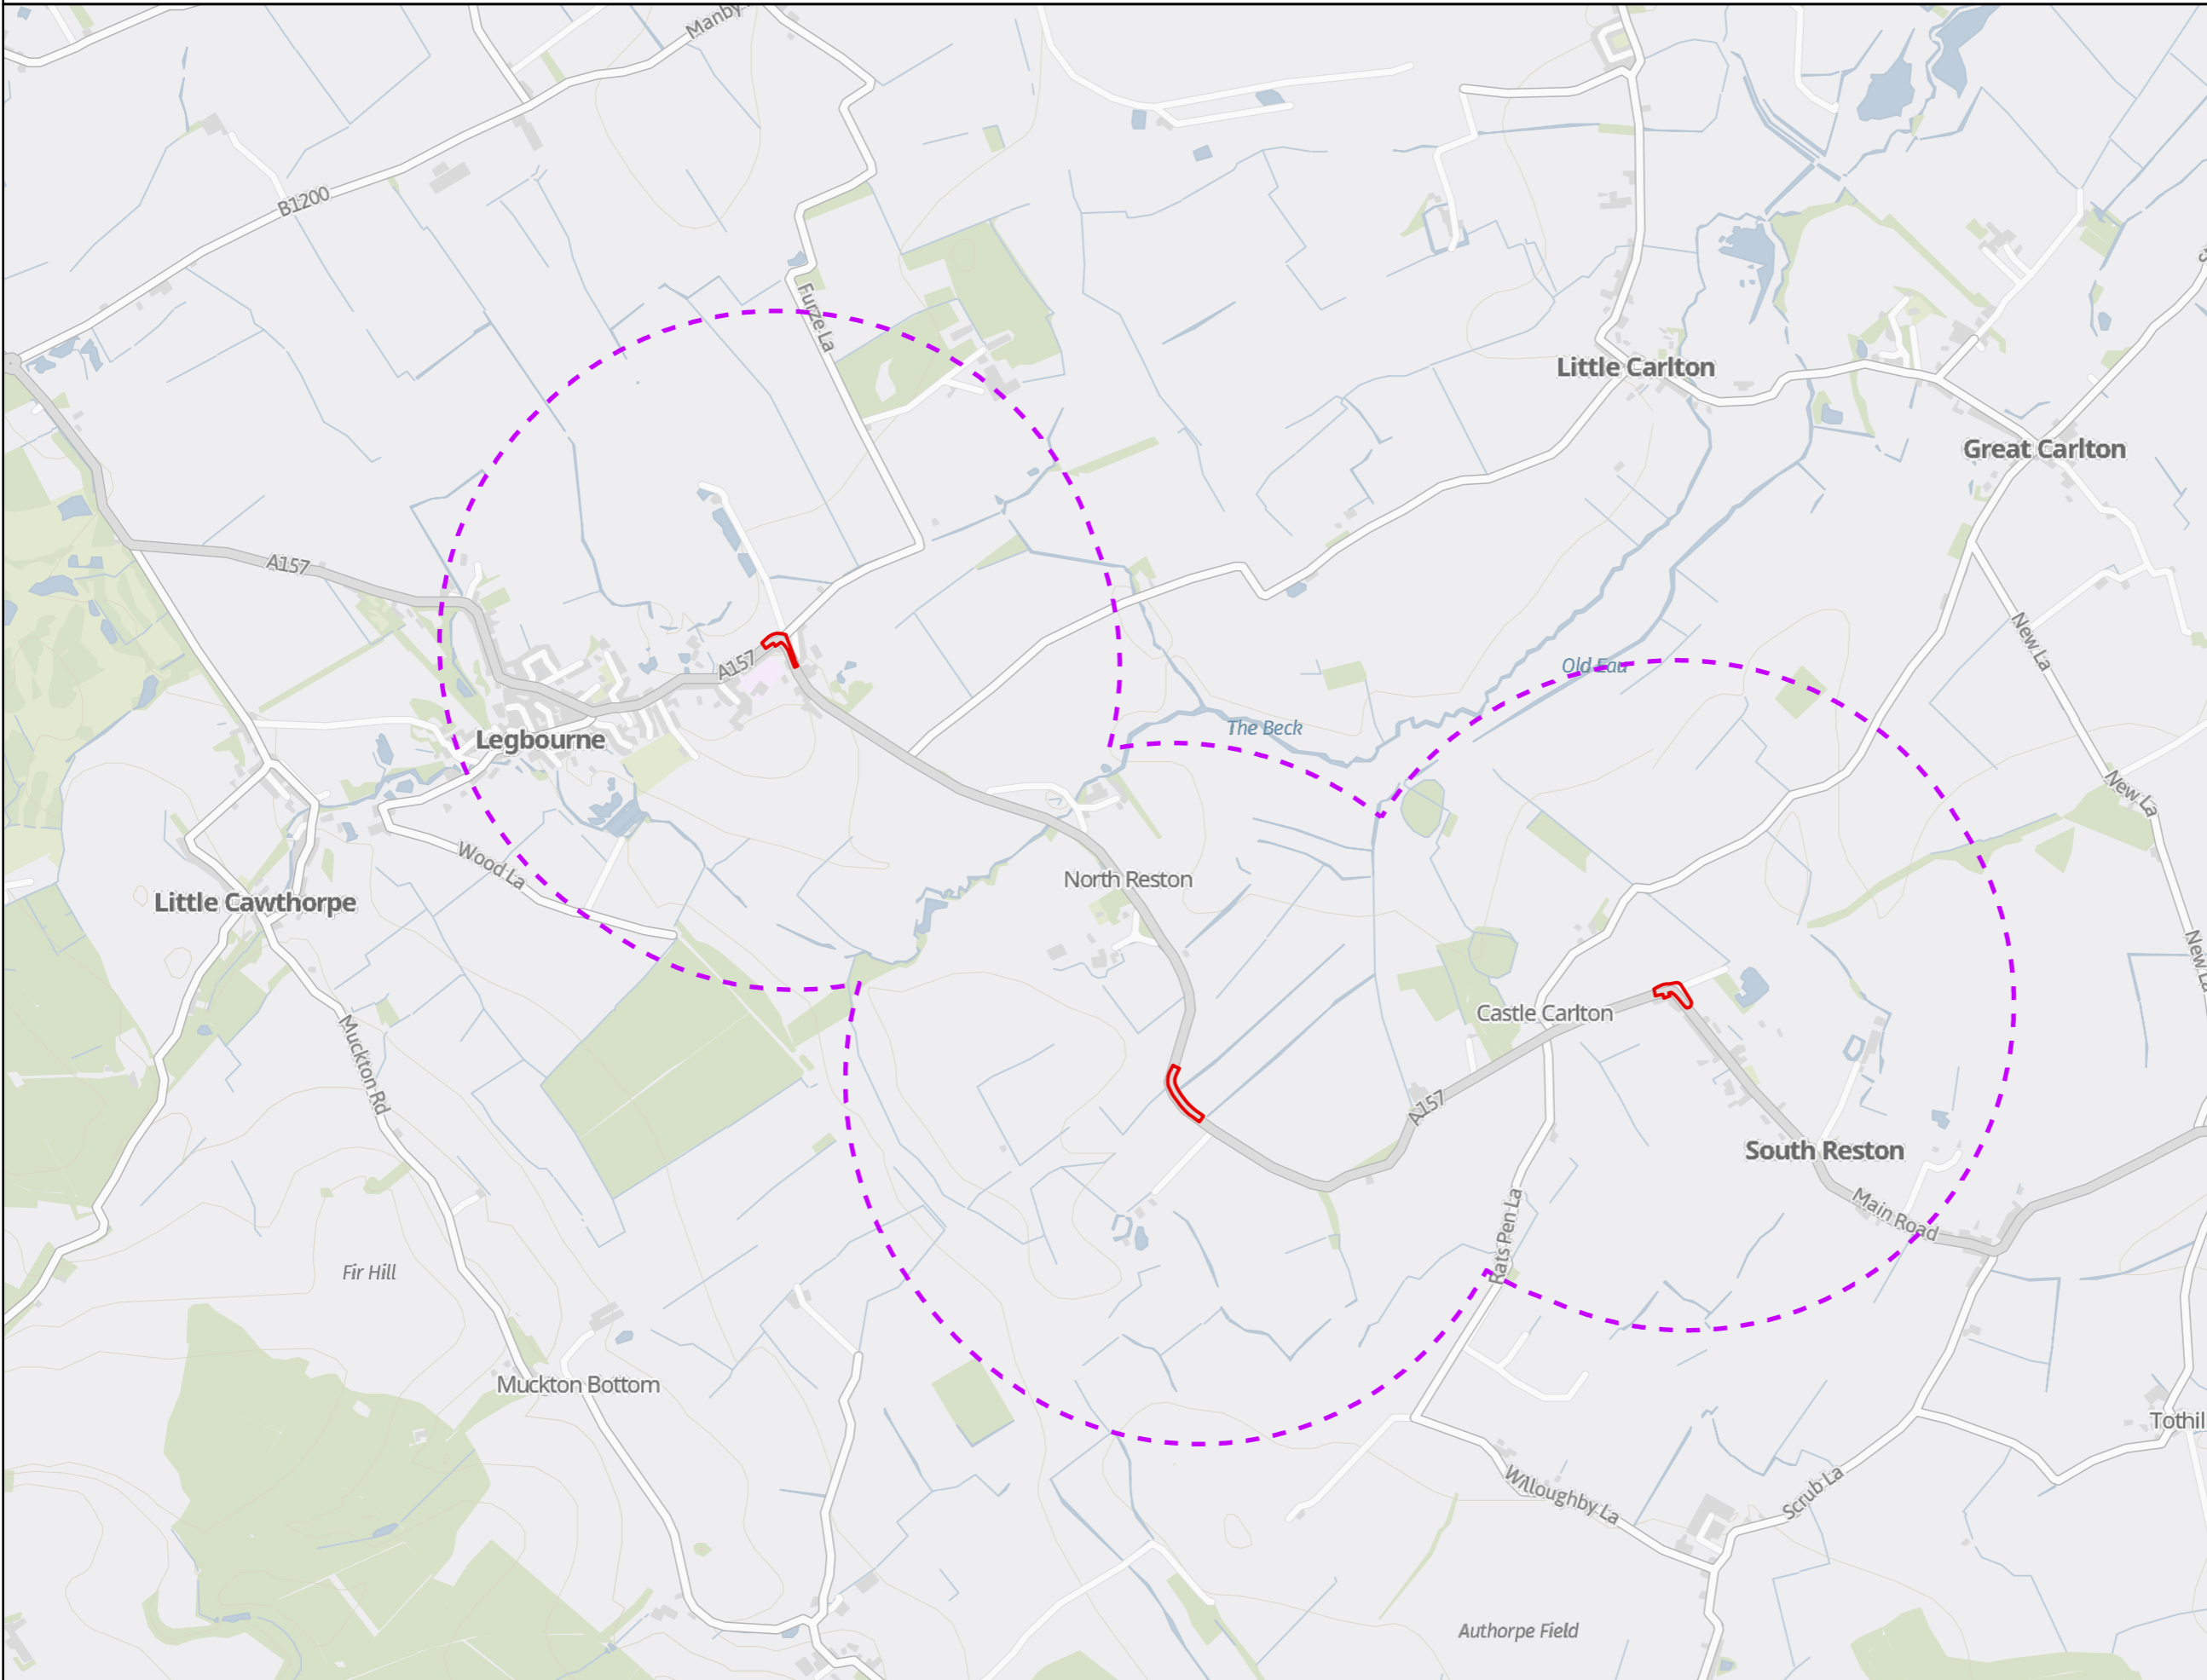 Manby
B1200
Furze La
Little Carlton
Great Carlton
A157
New La
A157
Old Eau
The Beck
Legbourne
New La
Wood La
North Reston
Little Cawthorpe
New La
Castle Carlton
Muckton Rd
A157
South Reston
Main Road
Rats Pen La
Fir Hill
Muckton Bottom
Tothil
Willoughby La
Scrub La
Authorpe Field